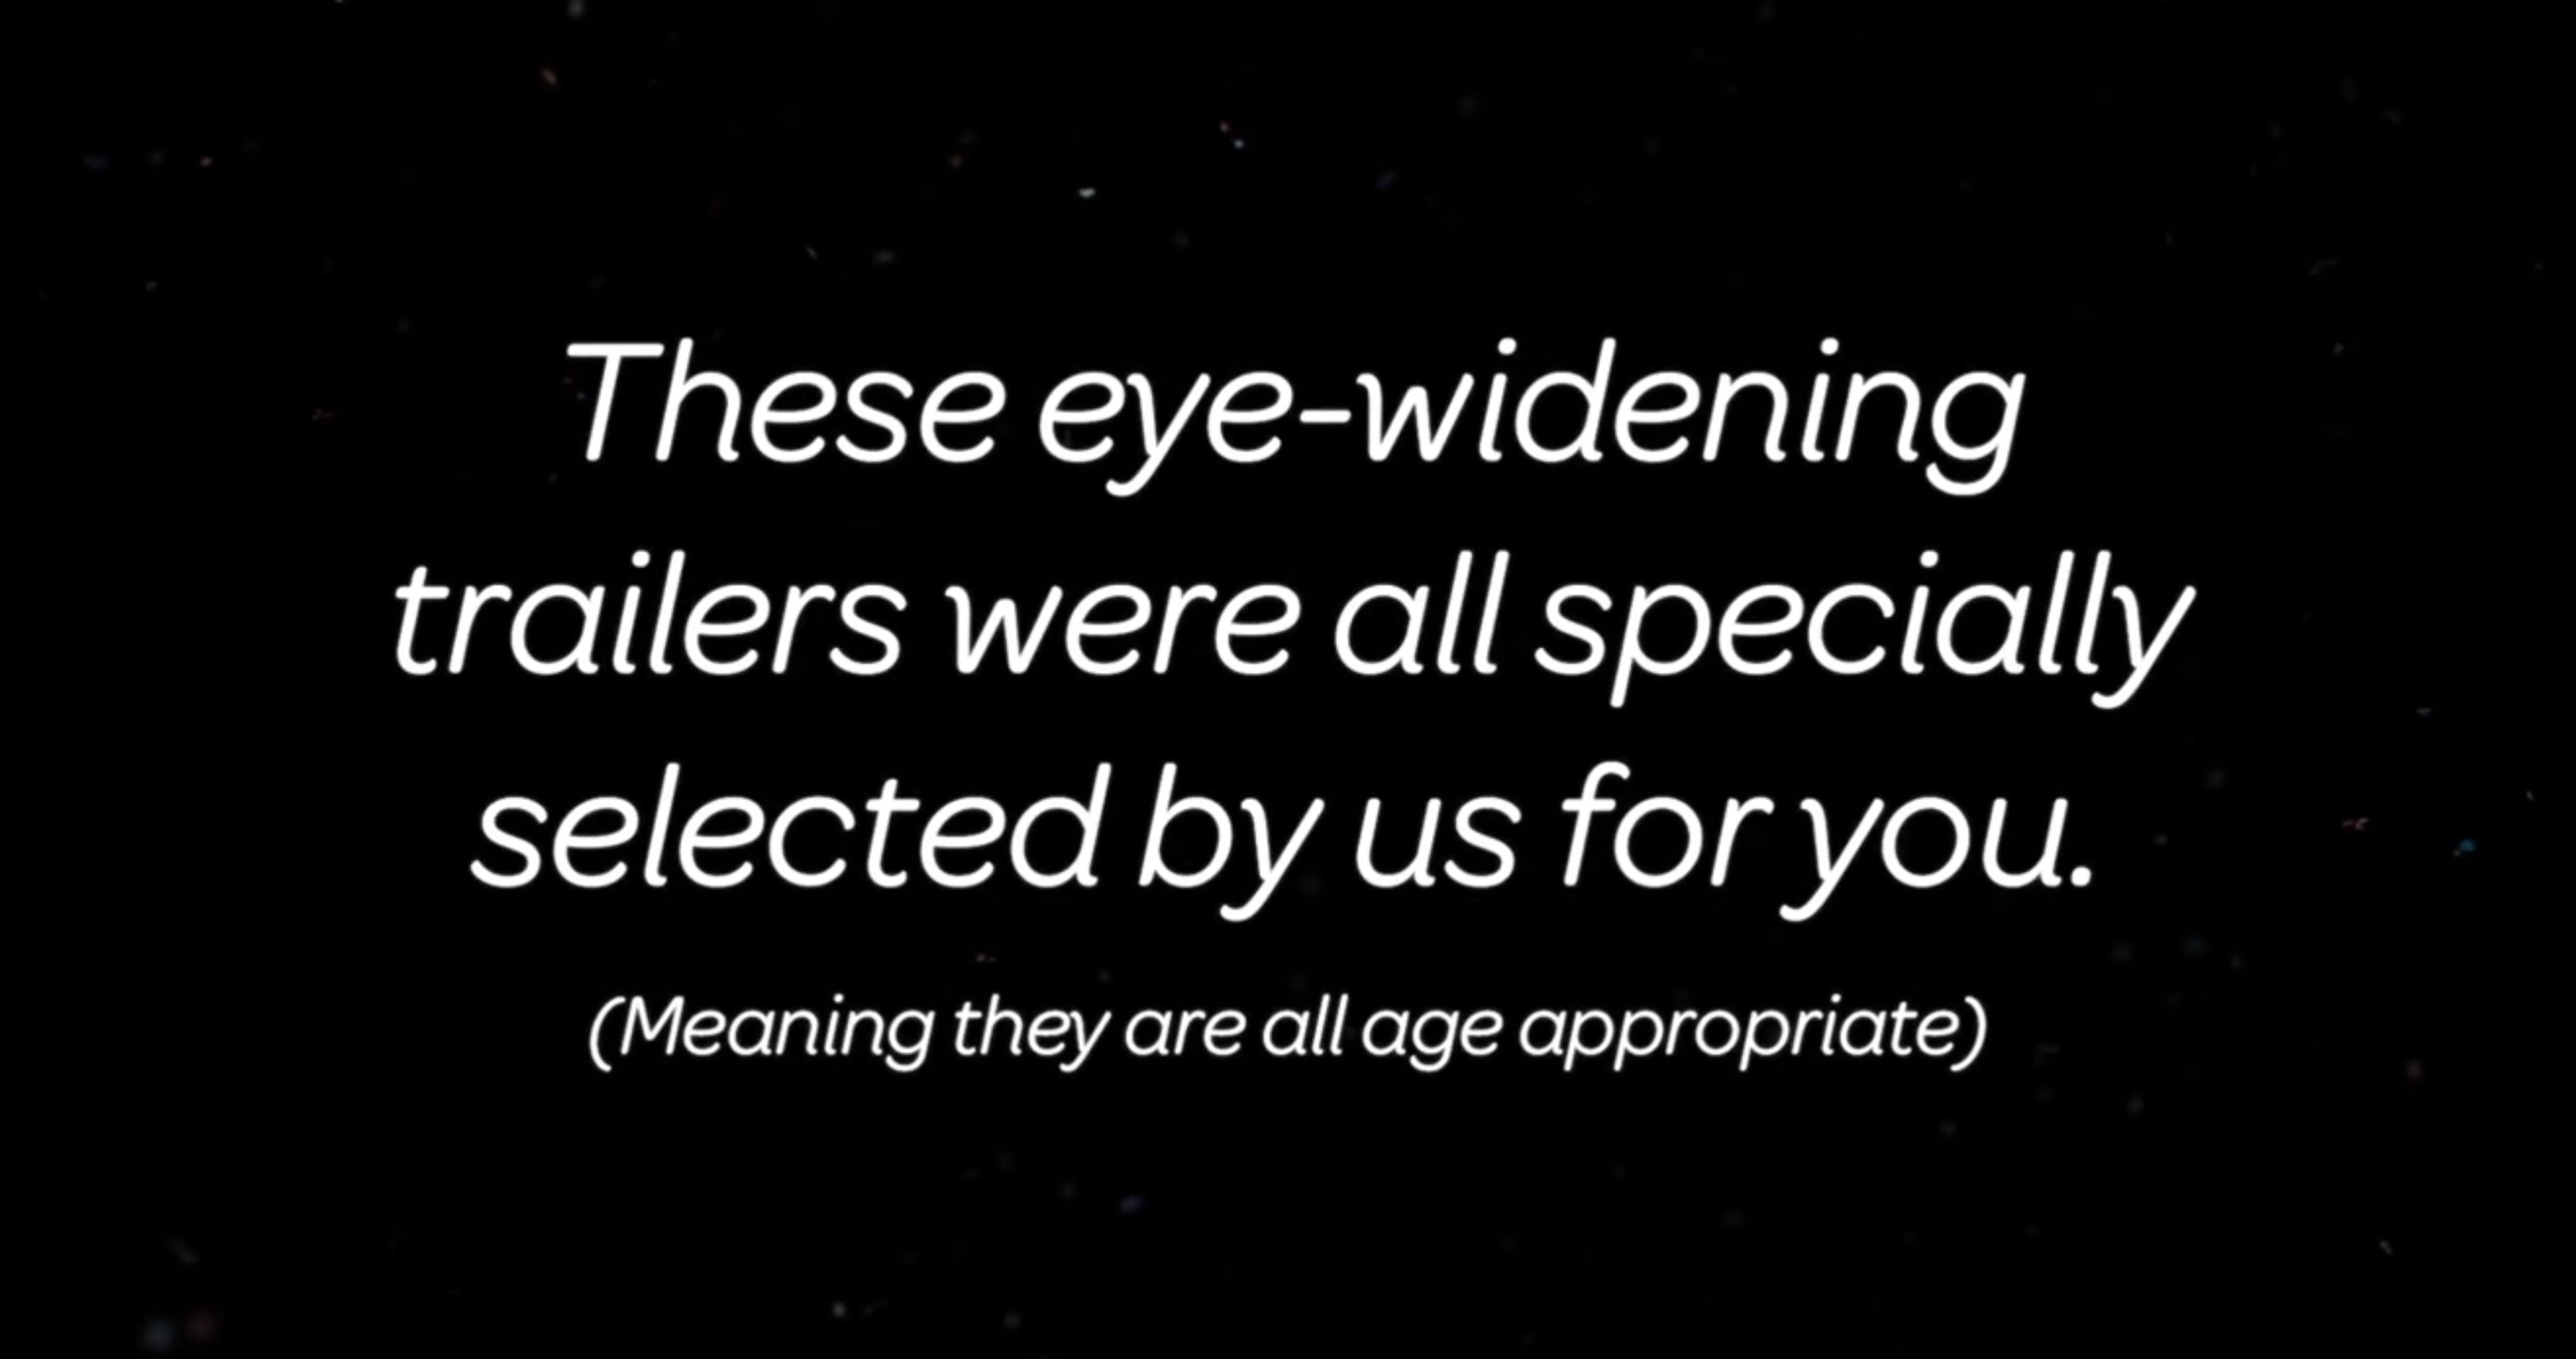 These eye-widening
trailers were all specially
selected by us for you.
(Meaning they are all age appropriate)